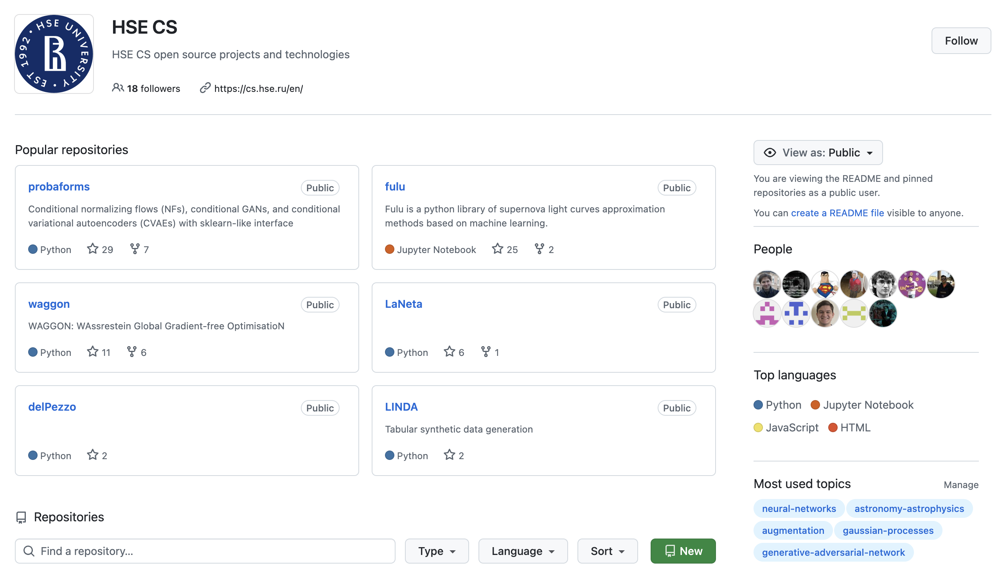 HSE UNIVERSITY • EST 1992 •
HSE CS
HSE CS open source projects and technologies
18 followers
https://cs.hse.ru/en/
Follow
Popular repositories
probaforms
Public
Conditional normalizing flows (NFs), conditional GANs, and conditional
variational autoencoders (CVAEs) with sklearn-like interface
Python 29 7
fulu
Public
Fulu is a python library of supernova light curves approximation
methods based on machine learning.
Jupyter Notebook 25 2
waggon
Public
WAGGON: WAssrestein Global Gradient-free OptimisatioN
Python 11 6
LaNeta
Public
Python 6 1
delPezzo
Public
Python 2
LINDA
Public
Tabular synthetic data generation
Python 2
Repositories
Find a repository...
Type
Language
Sort
New
View as: Public
You are viewing the README and pinned
repositories as a public user.
You can create a README file visible to anyone.
People
Top languages
Python Jupyter Notebook
JavaScript HTML
Most used topics
Manage
neural-networks astronomy-astrophysics
augmentation gaussian-processes
generative-adversarial-network